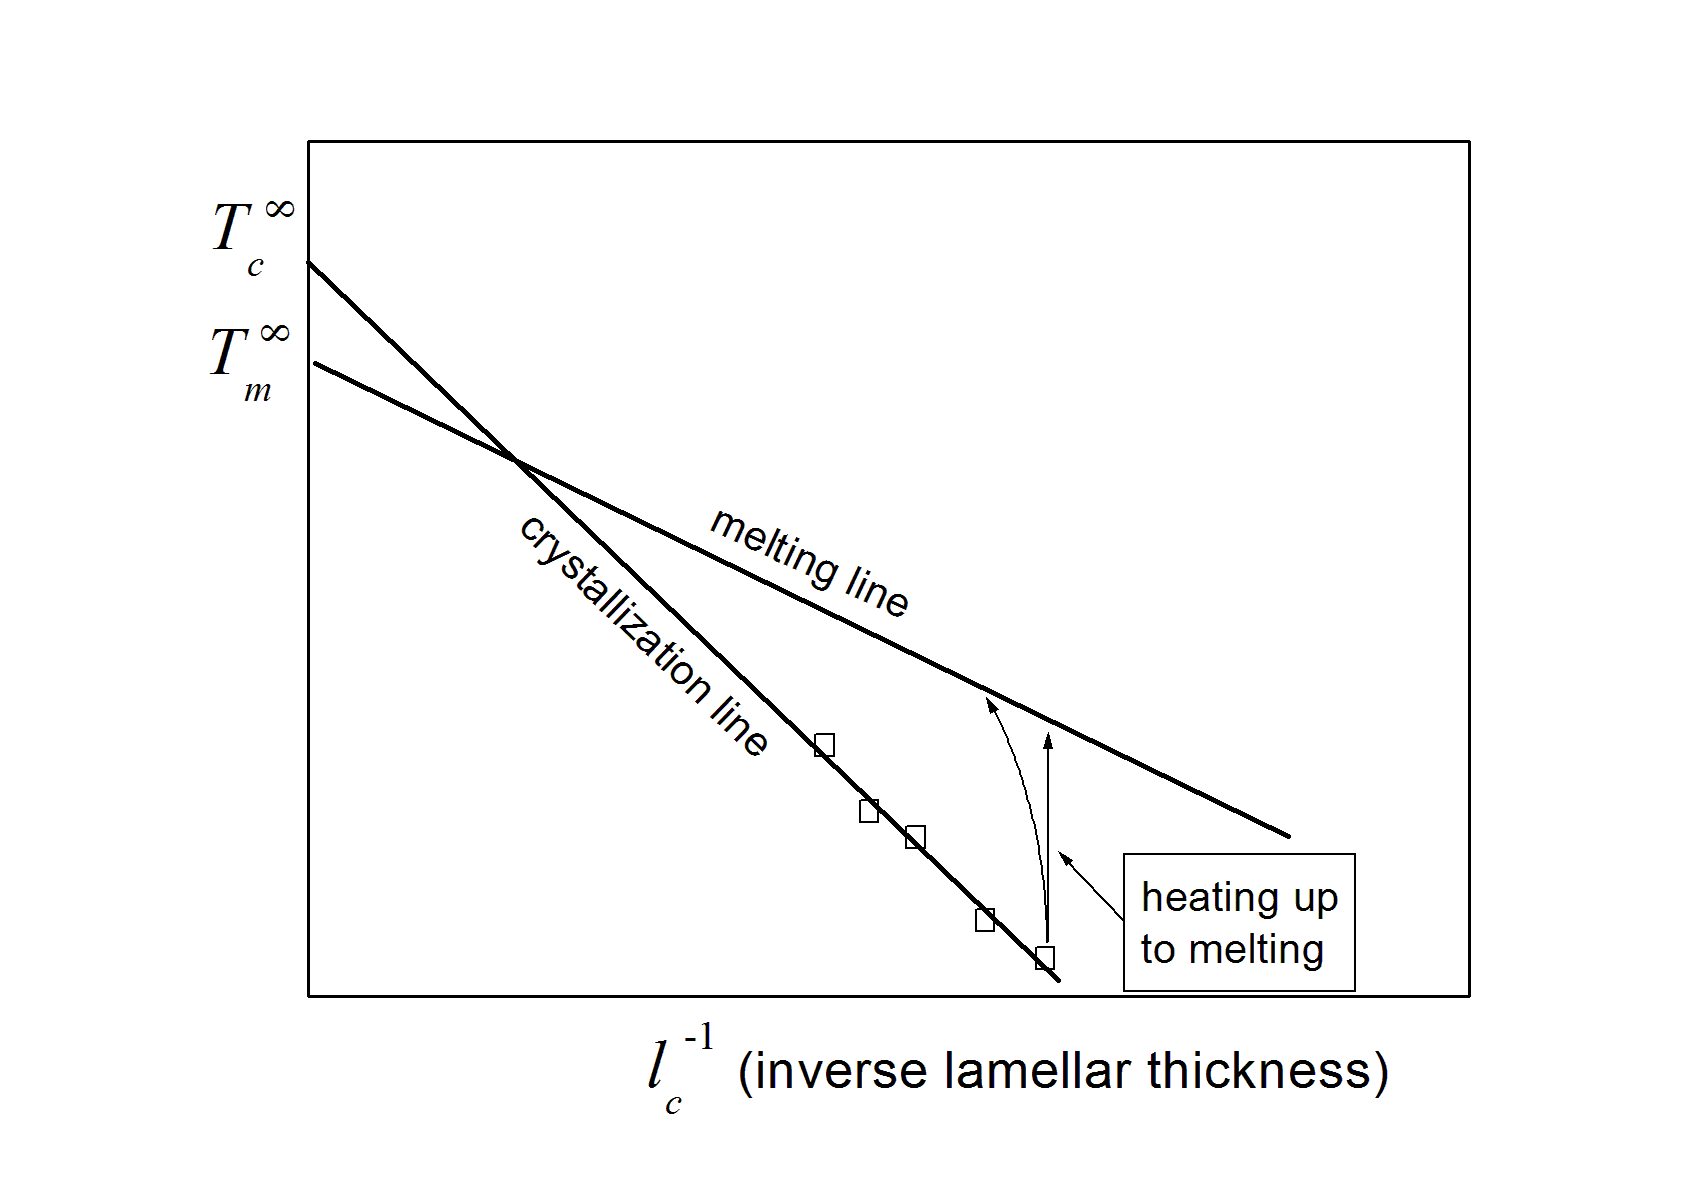 T_c^∞
T_m^∞
melting line
crystallization line
heating up
to melting
l_c^-1 (inverse lamellar thickness)